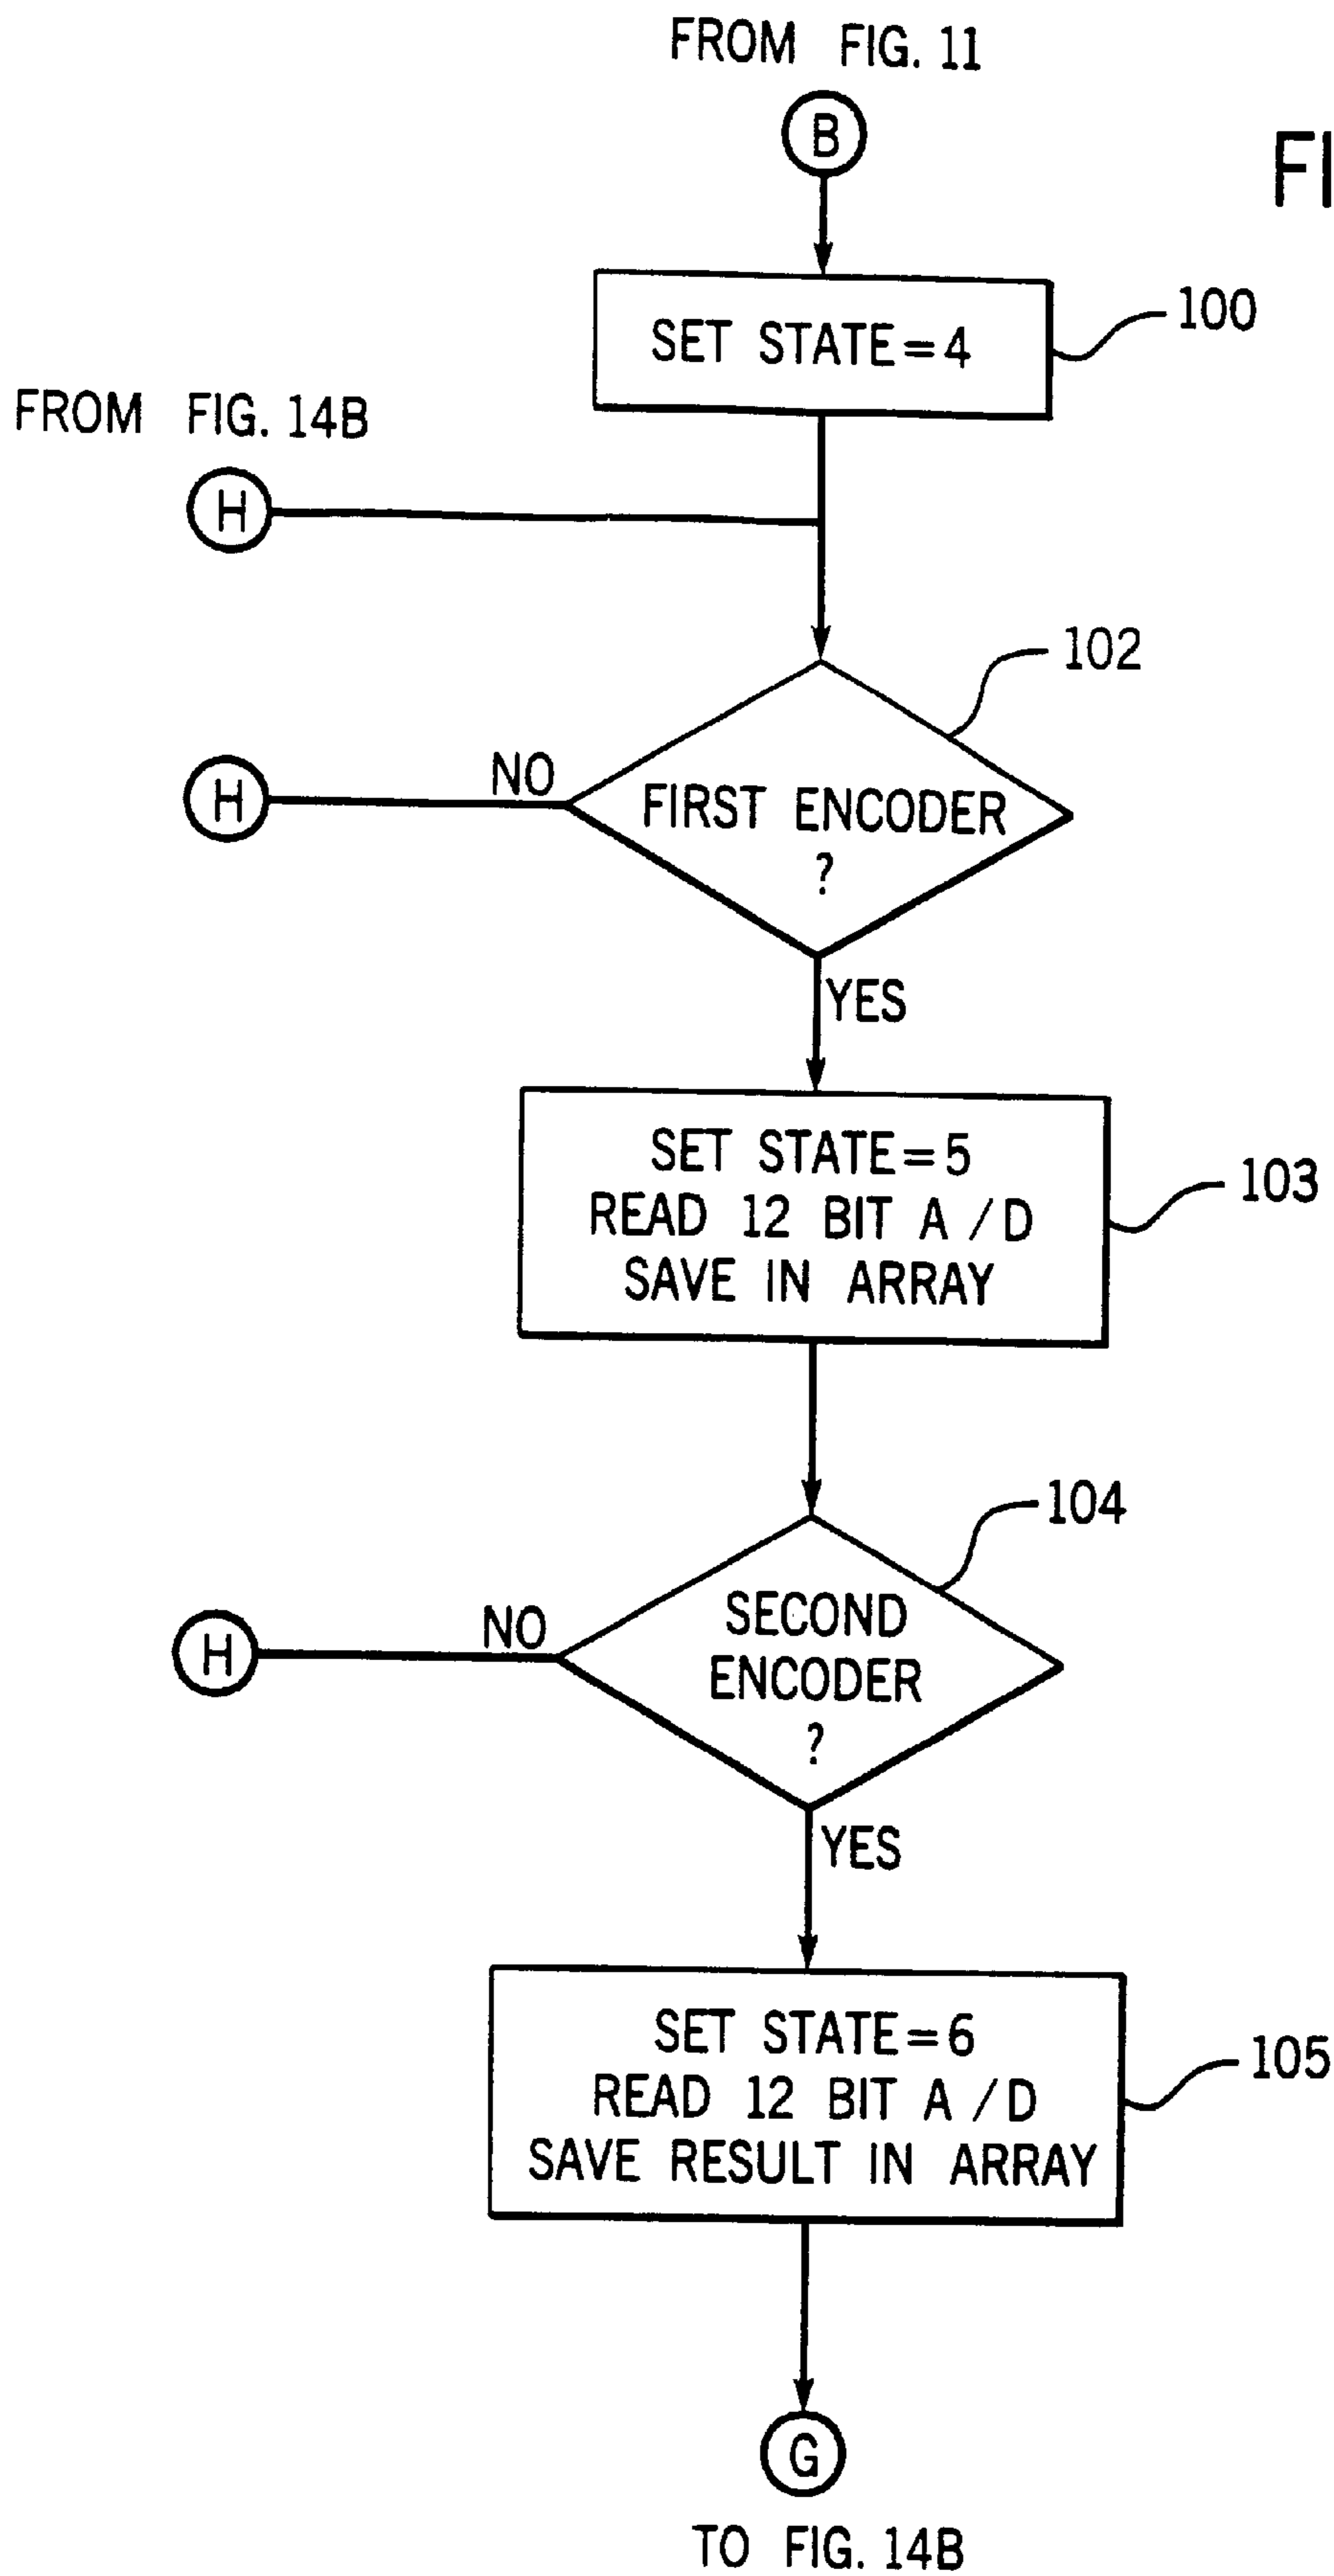 FROM FIG. 11
B
FI
SET STATE=4
100
FROM FIG. 14B
H
102
NO
H
FIRST ENCODER
?
YES
SET STATE=5
READ 12 BIT A/D
SAVE IN ARRAY
103
104
NO
H
SECOND
ENCODER
?
YES
SET STATE=6
READ 12 BIT A/D
SAVE RESULT IN ARRAY
105
G
TO FIG. 14B